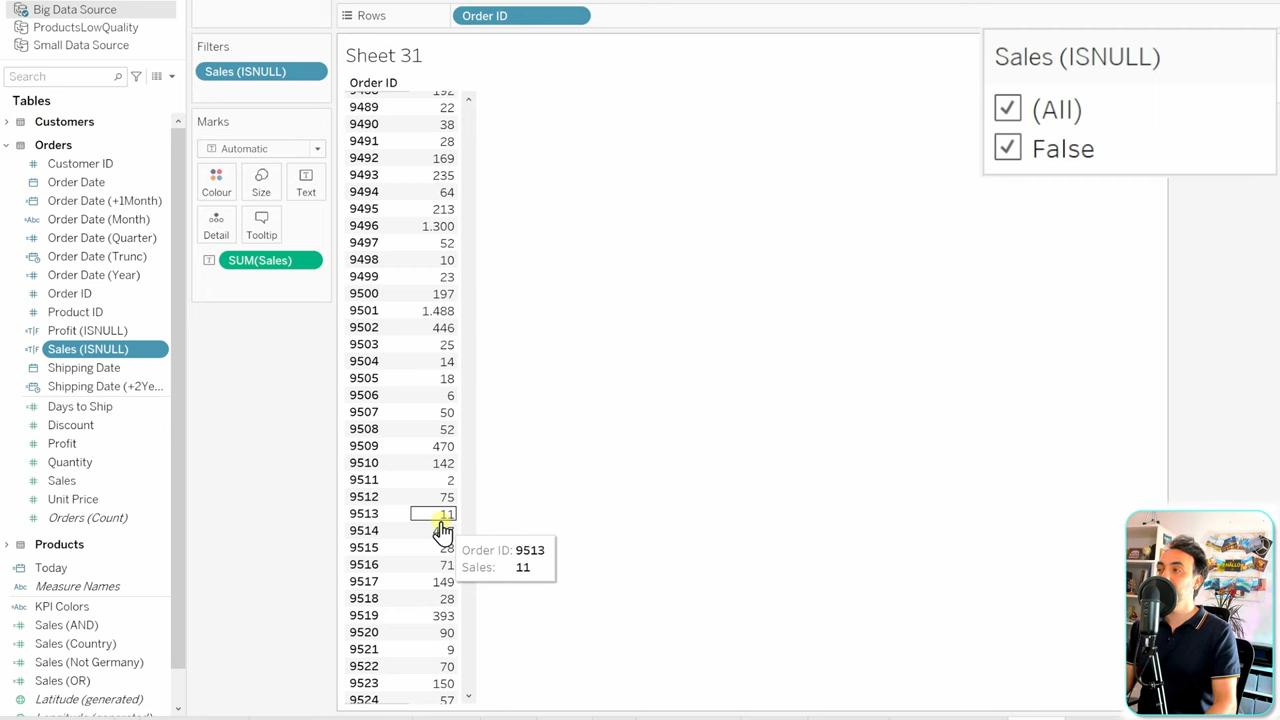 Big Data Source
ProductsLowQuality
Small Data Source
Search
Tables
Customers
Orders
Customer ID
Order Date
Order Date (+1Month)
Abc Order Date (Month)
Order Date (Quarter)
Order Date (Trunc)
Order Date (Year)
Order ID
Product ID
Profit (ISNULL)
Sales (ISNULL)
Shipping Date
Shipping Date (+2Ye...
Days to Ship
Discount
Profit
Quantity
Sales
Unit Price
Orders (Count)
Products
Today
Abc Measure Names
KPI Colors
Sales (AND)
Sales (Country)
Sales (Not Germany)
Sales (OR)
Latitude (generated)
Filters
Sales (ISNULL)
Marks
Automatic
Colour Size Text
Detail Tooltip
SUM(Sales)
Rows Order ID
Sheet 31
Order ID
9488 192
9489 22
9490 38
9491 28
9492 169
9493 235
9494 64
9495 213
9496 1.300
9497 52
9498 10
9499 23
9500 197
9501 1.488
9502 446
9503 25
9504 14
9505 18
9506 6
9507 50
9508 52
9509 470
9510 142
9511 2
9512 75
9513 11
9514
9515 28
9516 71
9517 149
9518 28
9519 393
9520 90
9521 9
9522 70
9523 150
9524 57
Order ID: 9513
Sales: 11
Sales (ISNULL)
(All)
False